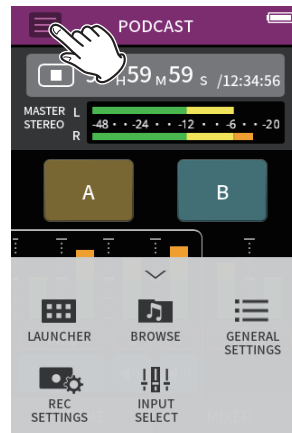 PODCAST
H59 M 59 s /12:34:56
MASTER L
STEREO R
-48 · · -24 · · -12 · · -6 · · -20
A B
LAUNCHER
BROWSE
GENERAL
SETTINGS
REC
SETTINGS
INPUT
SELECT